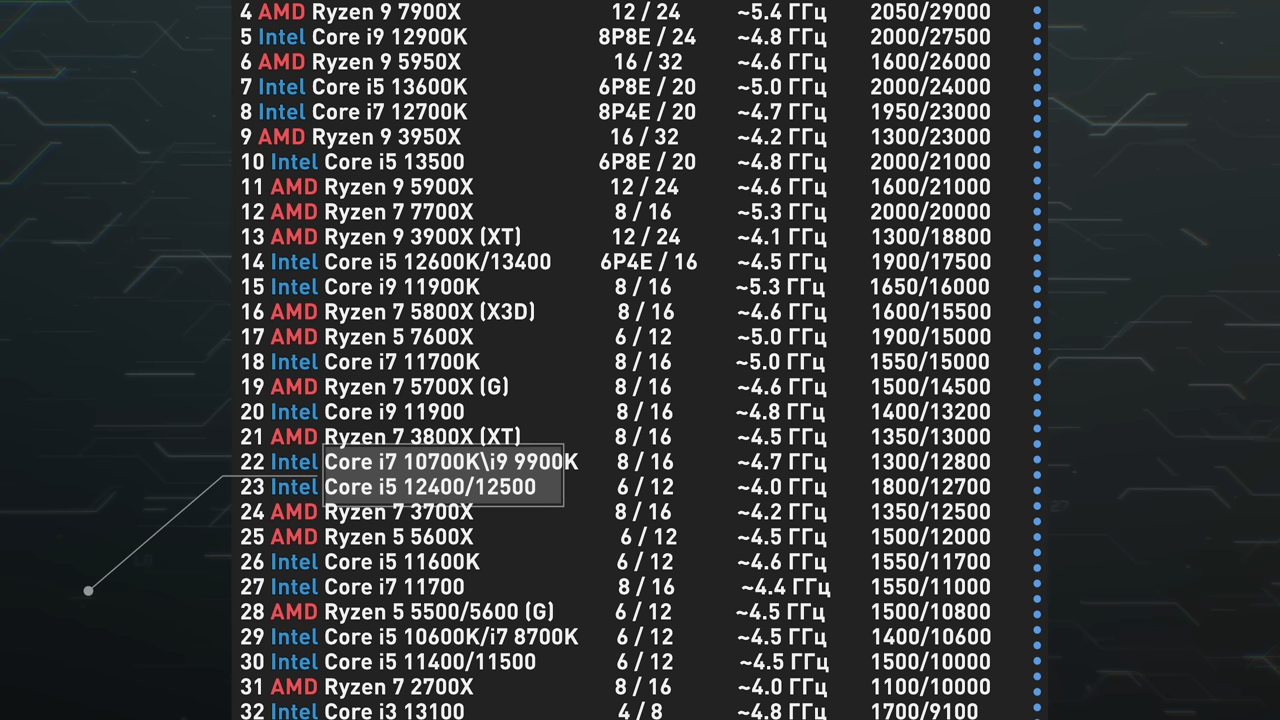 4 AMD Ryzen 9 7900X 12 / 24 ~5.4 ГГц 2050/29000
5 Intel Core i9 12900K 8P8E / 24 ~4.8 ГГц 2000/27500
6 AMD Ryzen 9 5950X 16 / 32 ~4.6 ГГц 1600/26000
7 Intel Core i5 13600K 6P8E / 20 ~5.0 ГГц 2000/24000
8 Intel Core i7 12700K 8P4E / 20 ~4.7 ГГц 1950/23000
9 AMD Ryzen 9 3950X 16 / 32 ~4.2 ГГц 1300/23000
10 Intel Core i5 13500 6P8E / 20 ~4.8 ГГц 2000/21000
11 AMD Ryzen 9 5900X 12 / 24 ~4.6 ГГц 1600/21000
12 AMD Ryzen 7 7700X 8 / 16 ~5.3 ГГц 2000/20000
13 AMD Ryzen 9 3900X (XT) 12 / 24 ~4.1 ГГц 1300/18800
14 Intel Core i5 12600K/13400 6P4E / 16 ~4.5 ГГц 1900/17500
15 Intel Core i9 11900K 8 / 16 ~5.3 ГГц 1650/16000
16 AMD Ryzen 7 5800X (X3D) 8 / 16 ~4.6 ГГц 1600/15500
17 AMD Ryzen 5 7600X 6 / 12 ~5.0 ГГц 1900/15000
18 Intel Core i7 11700K 8 / 16 ~5.0 ГГц 1550/15000
19 AMD Ryzen 7 5700X (G) 8 / 16 ~4.6 ГГц 1500/14500
20 Intel Core i9 11900 8 / 16 ~4.8 ГГц 1400/13200
21 AMD Ryzen 7 3800X (XT) 8 / 16 ~4.5 ГГц 1350/13000
22 Intel Core i7 10700K\i9 9900K 8 / 16 ~4.7 ГГц 1300/12800
23 Intel Core i5 12400/12500 6 / 12 ~4.0 ГГц 1800/12700
24 AMD Ryzen 7 3700X 8 / 16 ~4.2 ГГц 1350/12500
25 AMD Ryzen 5 5600X 6 / 12 ~4.5 ГГц 1500/12000
26 Intel Core i5 11600K 6 / 12 ~4.6 ГГц 1550/11700
27 Intel Core i7 11700 8 / 16 ~4.4 ГГц 1550/11000
28 AMD Ryzen 5 5500/5600 (G) 6 / 12 ~4.5 ГГц 1500/10800
29 Intel Core i5 10600K/i7 8700K 6 / 12 ~4.5 ГГц 1400/10600
30 Intel Core i5 11400/11500 6 / 12 ~4.5 ГГц 1500/10000
31 AMD Ryzen 7 2700X 8 / 16 ~4.0 ГГц 1100/10000
32 Intel Core i3 13100 4 / 8 ~4.8 ГГц 1700/9100